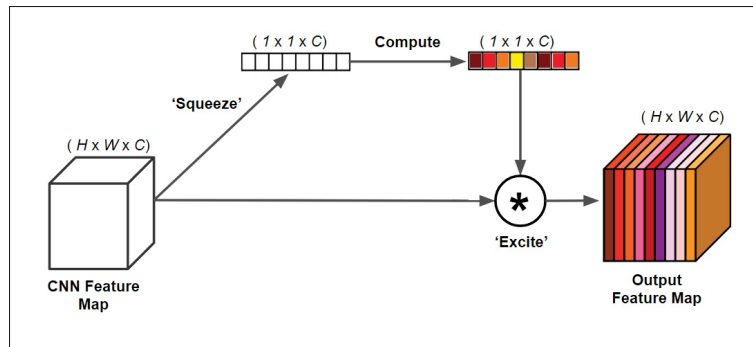 ( 1 x 1 x C )
Compute
( 1 x 1 x C )
'Squeeze'
( H x W x C )
( H x W x C )
*
'Excite'
CNN Feature
Map
Output
Feature Map